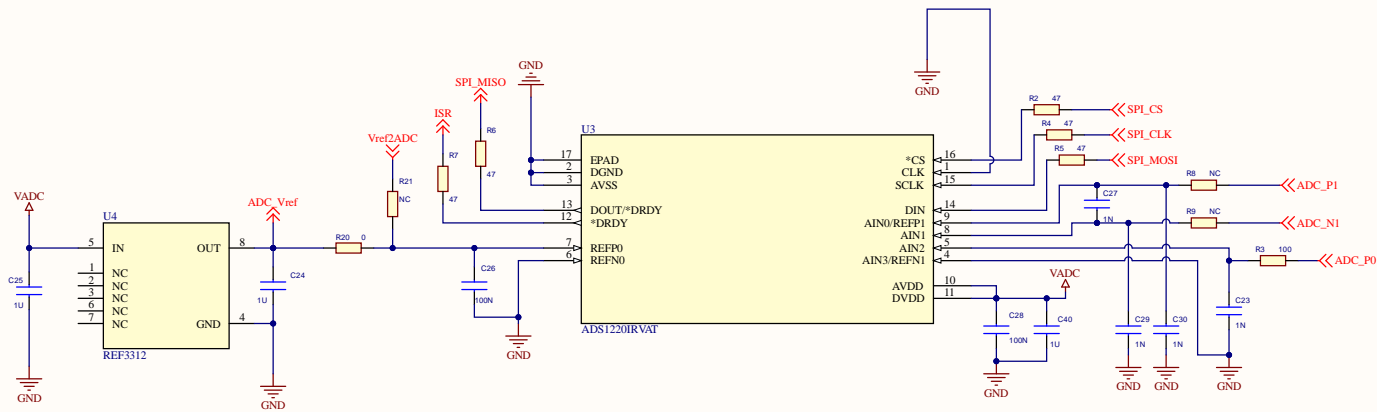 VADC
C25
1U
U4
5
IN
OUT
8
1
NC
2
NC
3
NC
6
NC
7
NC
GND
4
REF3312
GND
ADC_Vref
C24
1U
GND
R20
0
Vref2ADC
R21
NC
ISR
R7
47
SPI_MISO
R6
47
GND
C26
100N
GND
U3
17
EPAD
2
DGND
3
AVSS
13
DOUT/*DRDY
12
*DRDY
7
REFP0
6
REFN0
*CS
16
CLK
1
SCLK
15
DIN
14
AIN0/REFP1
9
AIN1
8
AIN2
5
AIN3/REFN1
4
AVDD
10
DVDD
11
ADS1220IRVAT
GND
R2
47
SPI_CS
R4
47
SPI_CLK
R5
47
SPI_MOSI
C27
1N
R8
NC
ADC_P1
R9
NC
ADC_N1
R3
100
ADC_P0
VADC
C28
100N
C40
1U
GND
C29
1N
GND
C30
1N
GND
C23
1N
GND